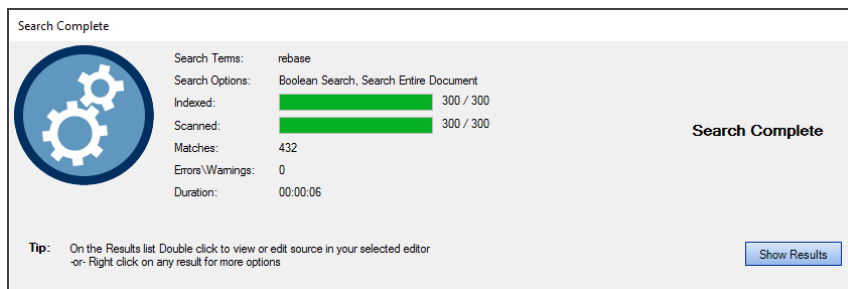 Search Complete
Search Terms: rebase
Search Options: Boolean Search, Search Entire Document
Indexed: 300 / 300
Scanned: 300 / 300
Matches: 432
Errors\Warnings: 0
Duration: 00:00:06
Search Complete
Tip: On the Results list Double click to view or edit source in your selected editor
-or- Right click on any result for more options
Show Results